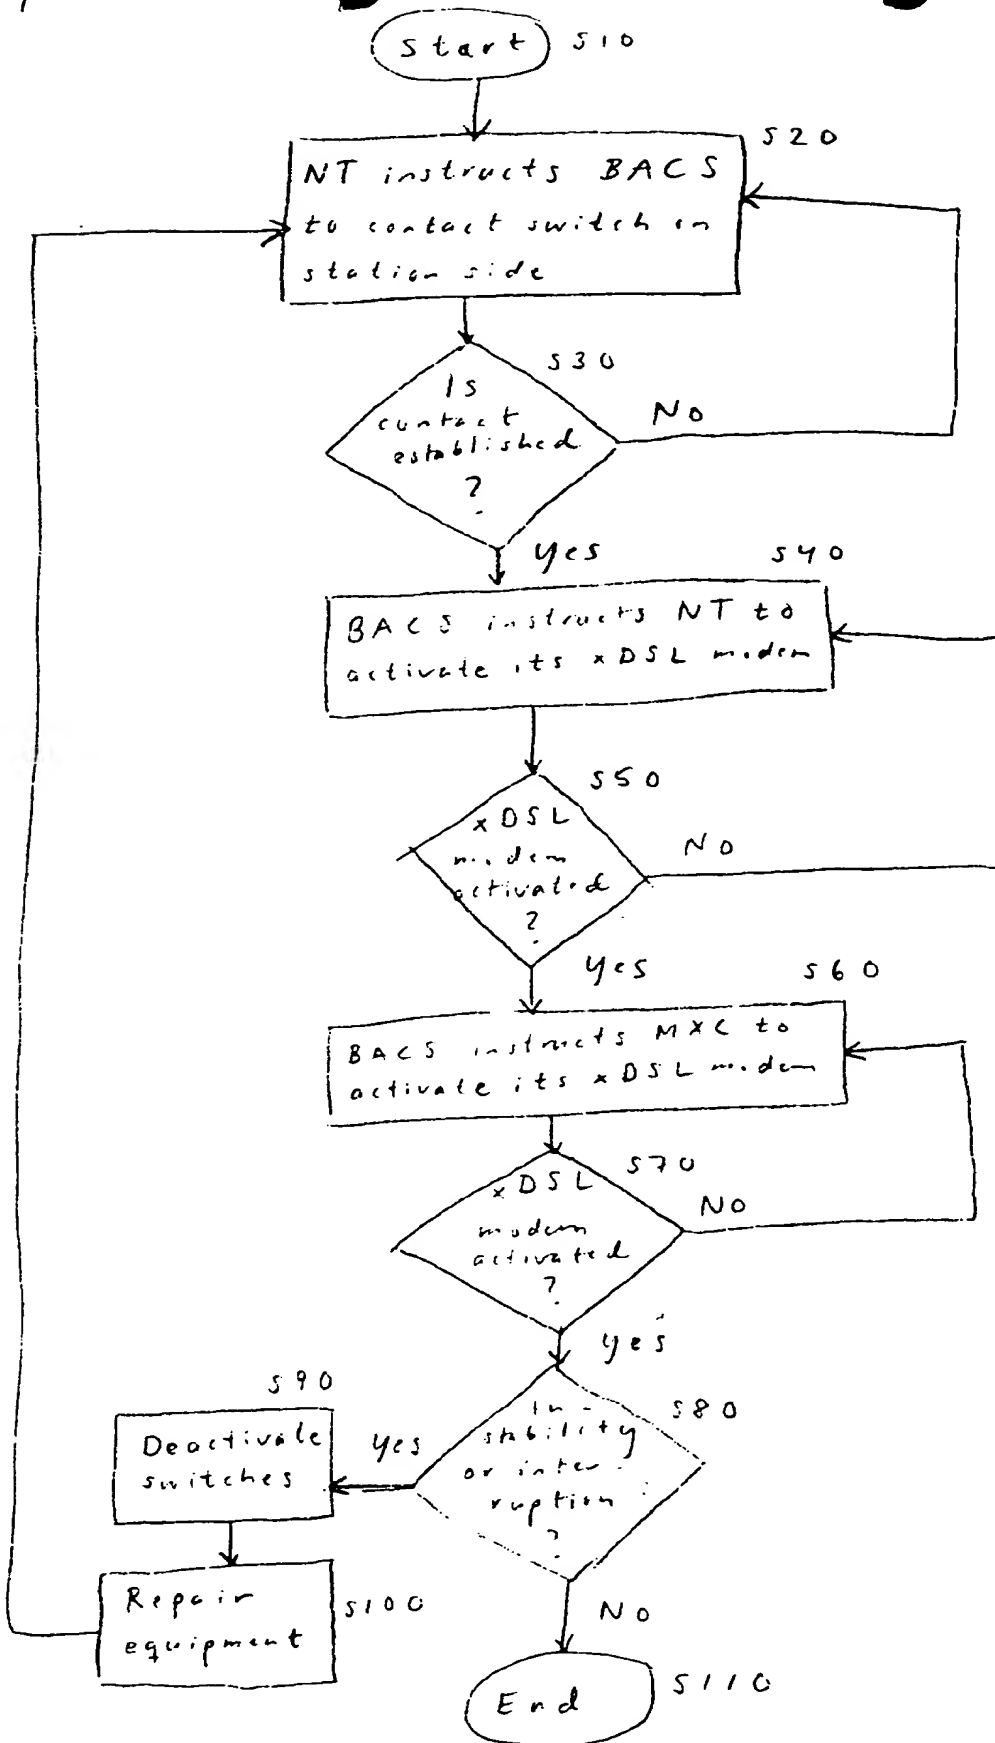 Start S10
S20
NT instructs BACS
to contact switch on
station side
S30
Is
contact
established
?
No
Yes
S40
BACS instructs NT to
activate its xDSL modem
S50
xDSL
modem
activated
?
No
Yes
S60
BACS instructs MXC to
activate its xDSL modem
S70
xDSL
modem
activated
?
No
Yes
S80
In-
stability
or inter-
ruption
?
Yes
S90
Deactivate
switches
Repair
equipment
S100
No
End S110